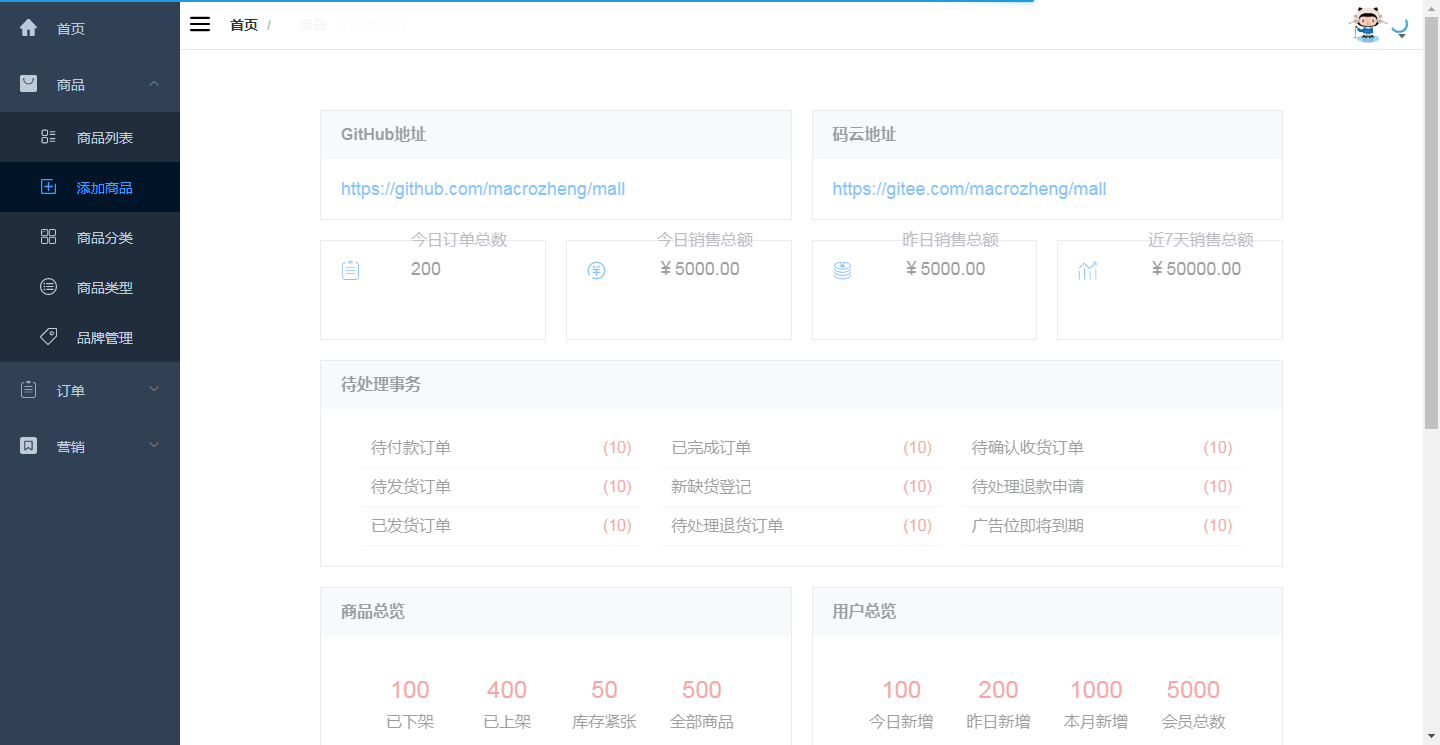 首页
商品
商品列表
添加商品
商品分类
商品类型
品牌管理
订单
营销
首页 / 商品 / 添加商品
GitHub地址
https://github.com/macrozheng/mall
码云地址
https://gitee.com/macrozheng/mall
今日订单总数
200
今日销售总额
￥5000.00
昨日销售总额
￥5000.00
近7天销售总额
￥50000.00
待处理事务
待付款订单 (10) 已完成订单 (10) 待确认收货订单 (10)
待发货订单 (10) 新缺货登记 (10) 待处理退款申请 (10)
已发货订单 (10) 待处理退货订单 (10) 广告位即将到期 (10)
商品总览
100 400 50 500
已下架 已上架 库存紧张 全部商品
用户总览
100 200 1000 5000
今日新增 昨日新增 本月新增 会员总数